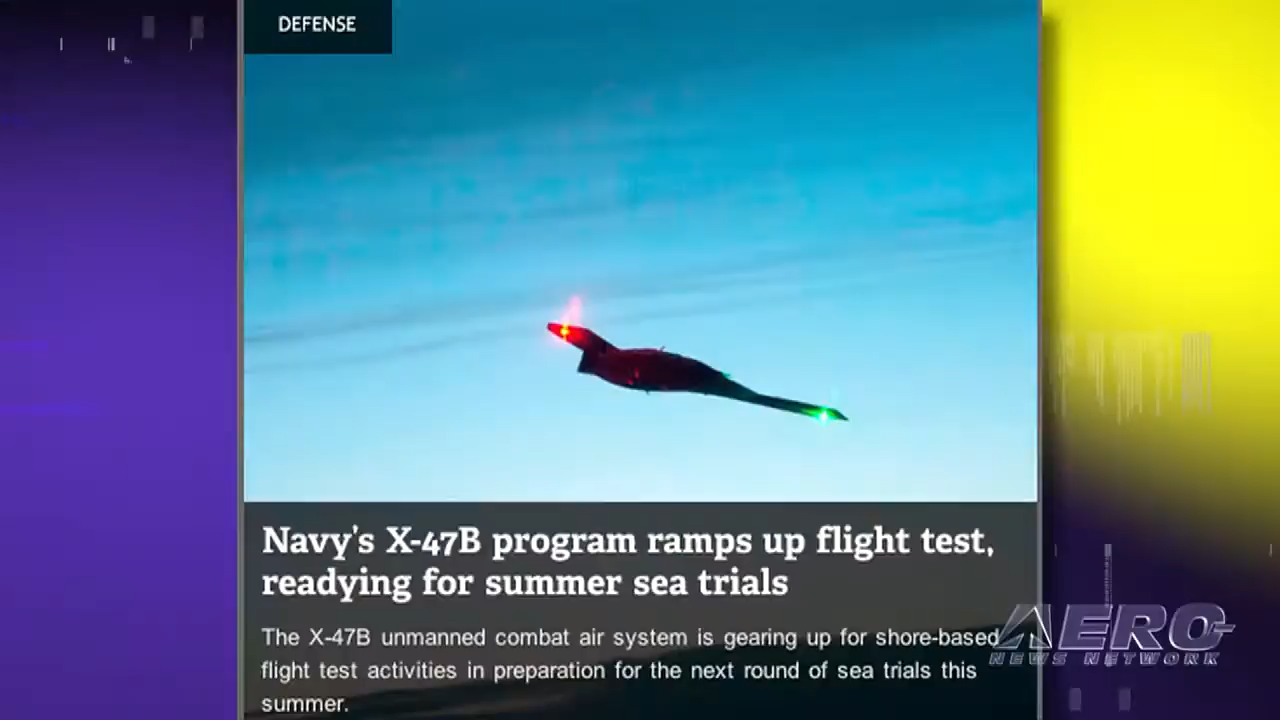 DEFENSE
Navy's X-47B program ramps up flight test,
readying for summer sea trials
The X-47B unmanned combat air system is gearing up for shore-based
flight test activities in preparation for the next round of sea trials this
summer.
AERO
NEWS NETWORK